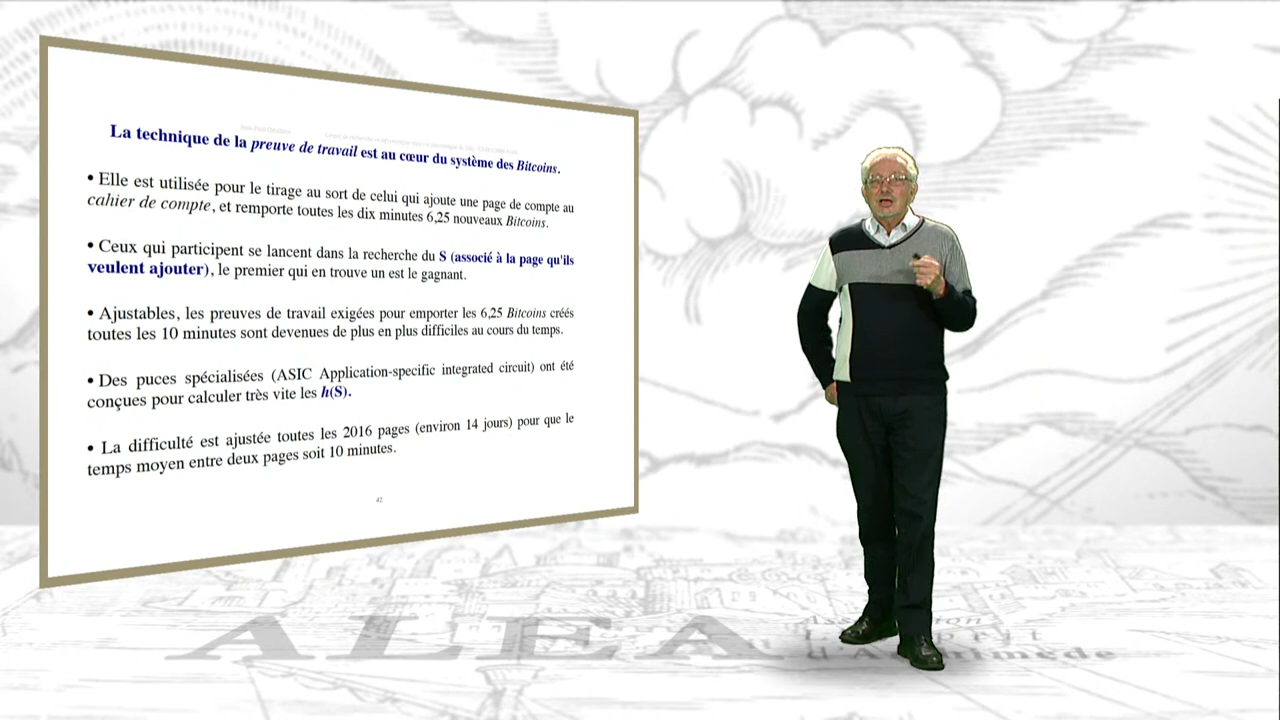 La technique de la preuve de travail est au cœur du système des Bitcoins.
• Elle est utilisée pour le tirage au sort de celui qui ajoute une page de compte au
cahier de compte, et remporte toutes les dix minutes 6,25 nouveaux Bitcoins.
• Ceux qui participent se lancent dans la recherche du S (associé à la page qu'ils
veulent ajouter), le premier qui en trouve un est le gagnant.
• Ajustables, les preuves de travail exigées pour emporter les 6,25 Bitcoin créés
toutes les 10 minutes sont devenues de plus en plus difficiles au cours du temps.
• Des puces spécialisées (ASIC Application-specific integrated circuit) ont été
conçues pour calculer très vite les h(S).
• La difficulté est ajustée toutes les 2016 pages (environ 14 jours) pour que le
temps moyen entre deux pages soit 10 minutes.
42
ALEA
d'Archimède